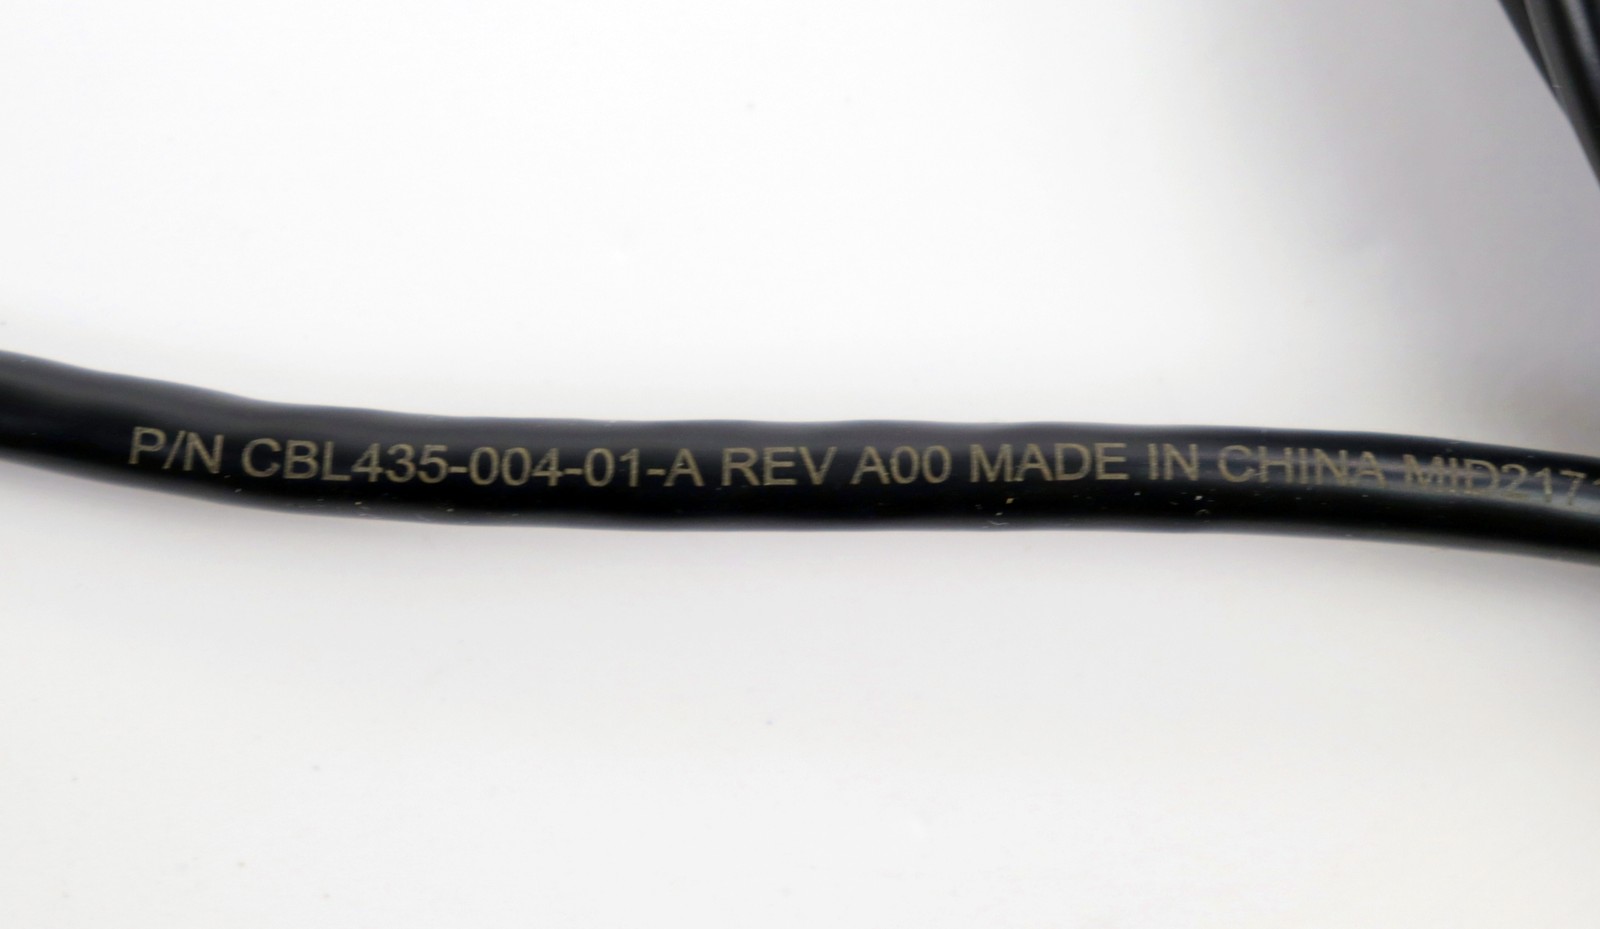 P/N CBL435-004-01-A REV A00 MADE IN CHINA